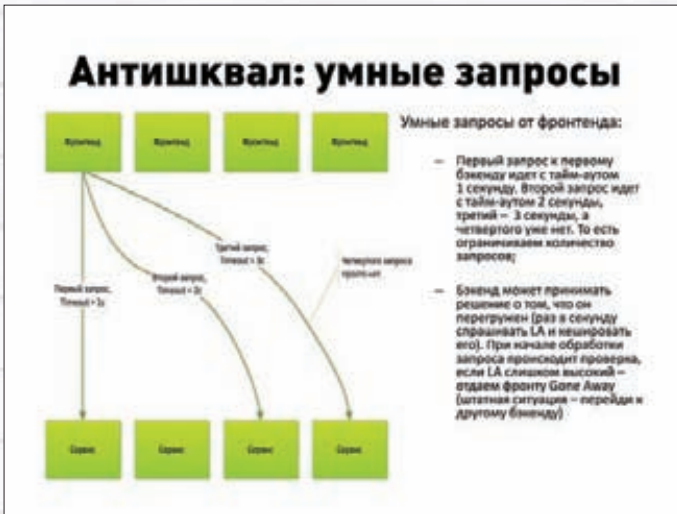 Антишквал: умные запросы
Фронтенд
Фронтенд
Фронтенд
Фронтенд
Умные запросы от фронтенда:
– Первый запрос к первому
бэкенду идет с тайм-аутом
1 секунду. Второй запрос идет
с тайм-аутом 2 секунды,
третий – 3 секунды, а
четвертого уже нет. То есть
ограничиваем количество
запросов;
– Бэкенд может принимать
решение о том, что он
перегружен (раз в секунду
спрашивать LA и кешировать
его). При начале обработки
запроса происходит проверка,
если LA слишком высокий –
отдаем фронту Gone Away
(штатная ситуация – перейди к
другому бэкенду)
Первый запрос,
Timeout = 1с
Второй запрос,
Timeout = 2с
Третий запрос,
Timeout = 3с
Четвертого запроса
просто нет
Сервис
Сервис
Сервис
Сервис